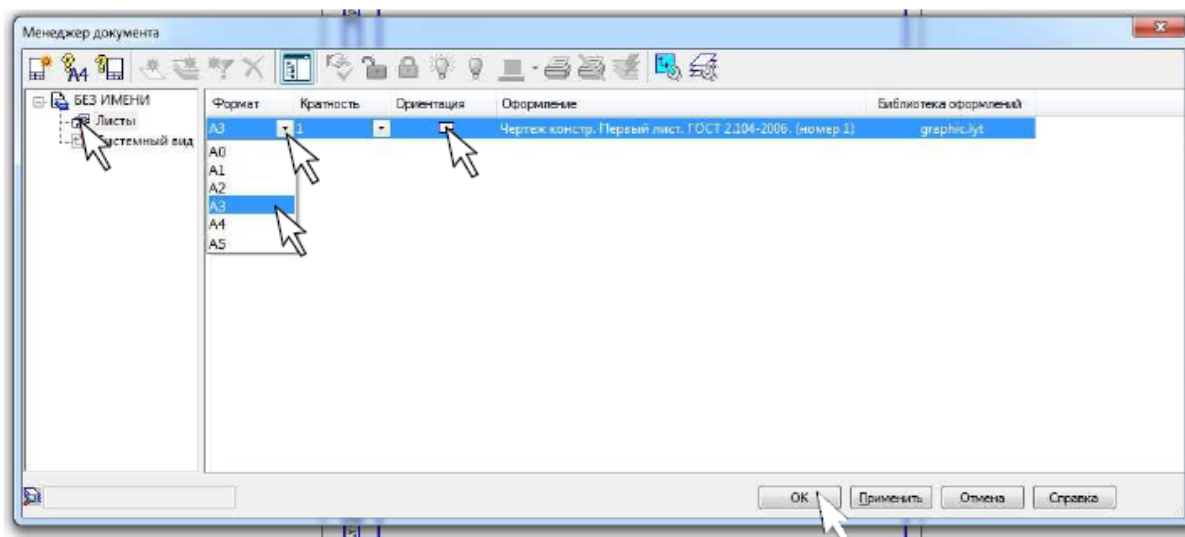 Менеджер документа
A4
БЕЗ ИМЕНИ
Листы
Системный вид
Формат Кратность Ориентация Оформление Библиотека оформлений
A3 1 Чертеж констр. Первый лист. ГОСТ 2.104-2006. (номер 1) graphic.lyt
A0
A1
A2
A3
A4
A5
OK Применить Отмена Справка